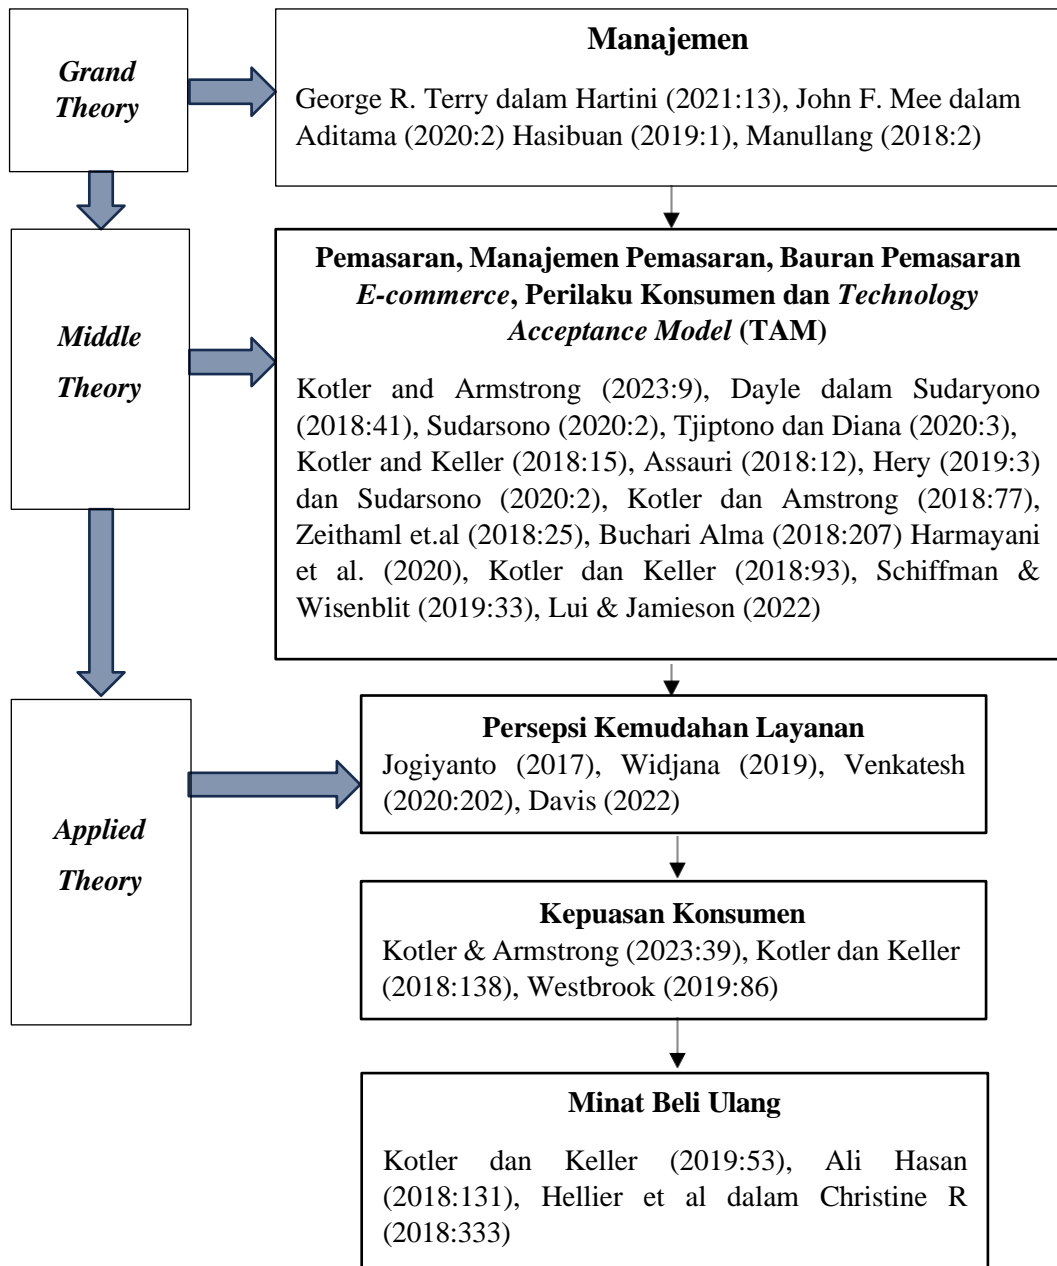 Grand
Theory
Manajemen
George R. Terry dalam Hartini (2021:13), John F. Mee dalam
Aditama (2020:2) Hasibuan (2019:1), Manullang (2018:2)
Middle
Theory
Pemasaran, Manajemen Pemasaran, Bauran Pemasaran
E-commerce, Perilaku Konsumen dan Technology
Acceptance Model (TAM)
Kotler and Armstrong (2023:9), Dayle dalam Sudaryono
(2018:41), Sudarsono (2020:2), Tjiptono dan Diana (2020:3),
Kotler and Keller (2018:15), Assauri (2018:12), Hery (2019:3)
dan Sudarsono (2020:2), Kotler dan Amstrong (2018:77),
Zeithaml et.al (2018:25), Buchari Alma (2018:207) Harmayani
et al. (2020), Kotler dan Keller (2018:93), Schiffman &
Wisenblit (2019:33), Lui & Jamieson (2022)
Applied
Theory
Persepsi Kemudahan Layanan
Jogiyanto (2017), Widjana (2019), Venkatesh
(2020:202), Davis (2022)
Kepuasan Konsumen
Kotler & Armstrong (2023:39), Kotler dan Keller
(2018:138), Westbrook (2019:86)
Minat Beli Ulang
Kotler dan Keller (2019:53), Ali Hasan
(2018:131), Hellier et al dalam Christine R
(2018:333)